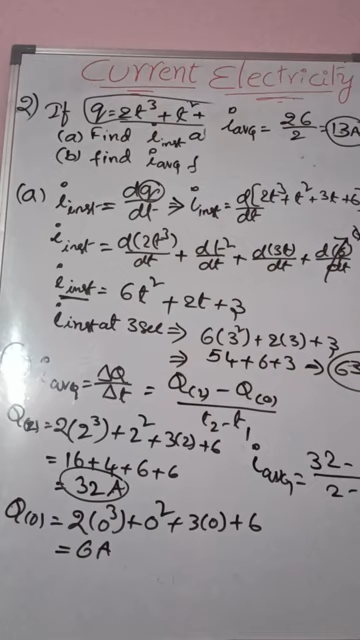 Current Electricity
2) If q=2t³+t²+
(a) Find i inst a
(b) find i avg f
i avg = 26/2 = 13A
(a) i inst = dq/dt ⇒ i inst = d[2t³+t²+3t+6
dt
i inst = d(2t³)/dt + dt²/dt + d(3t)/dt + d(6)/dt
i inst = 6t²+2t+3
i inst at 3 sec ⇒ 6(3²)+2(3)+3
⇒ 54+6+3 ⇒ 63
i avg = ΔQ/Δt = Q(2) - Q(0)/t₂-t₁
Q(2) = 2(2³)+2²+3(2)+6
= 16+4+6+6
= 32A
i avg = 32-
2-
Q(0) = 2(0³)+0²+3(0)+6
= 6A